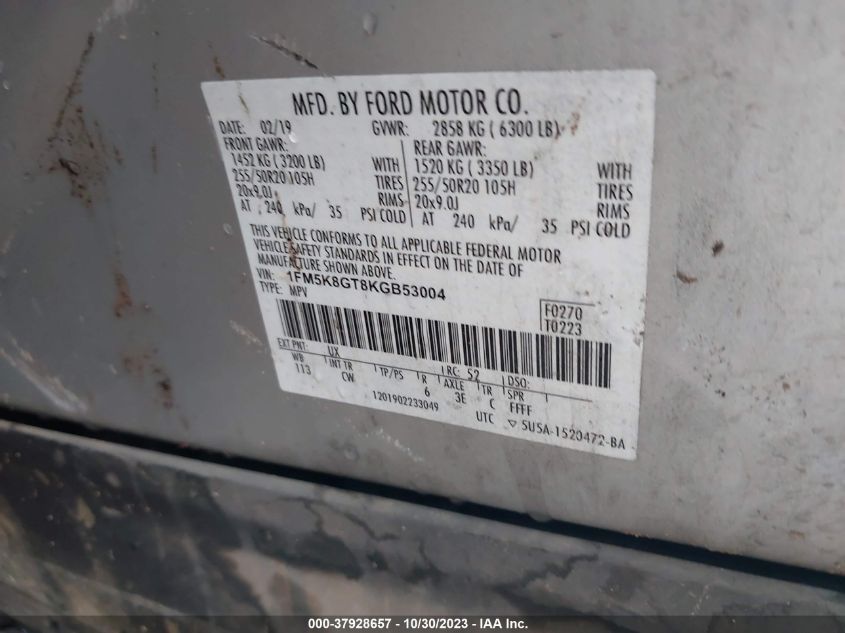 MFD. BY FORD MOTOR CO.
DATE: 02/19 GVWR: 2858 KG ( 6300 LB)
FRONT GAWR: REAR GAWR:
1452 KG ( 3200 LB) WITH 1520 KG ( 3350 LB) WITH
255/50R20 105H TIRES 255/50R20 105H TIRES
20x9.0J RIMS 20x9.0J RIMS
AT 240 kPa/ 35 PSI COLD AT 240 kPa/ 35 PSI COLD
THIS VEHICLE CONFORMS TO ALL APPLICABLE FEDERAL MOTOR
VEHICLE SAFETY STANDARDS IN EFFECT ON THE DATE OF
MANUFACTURE SHOWN ABOVE.
VIN: 1FM5K8GT8KGB53004
TYPE: MPV
F0270
T0223
EXT PNT: UX RC: 52 DSO:
WB INT TR TP/PS R AXLE TR SPR
113 CW 6 3E C FFFF
1201902233049 UTC ▽ SU5A-1520472-BA
000-37928657 - 10/30/2023 - IAA Inc.